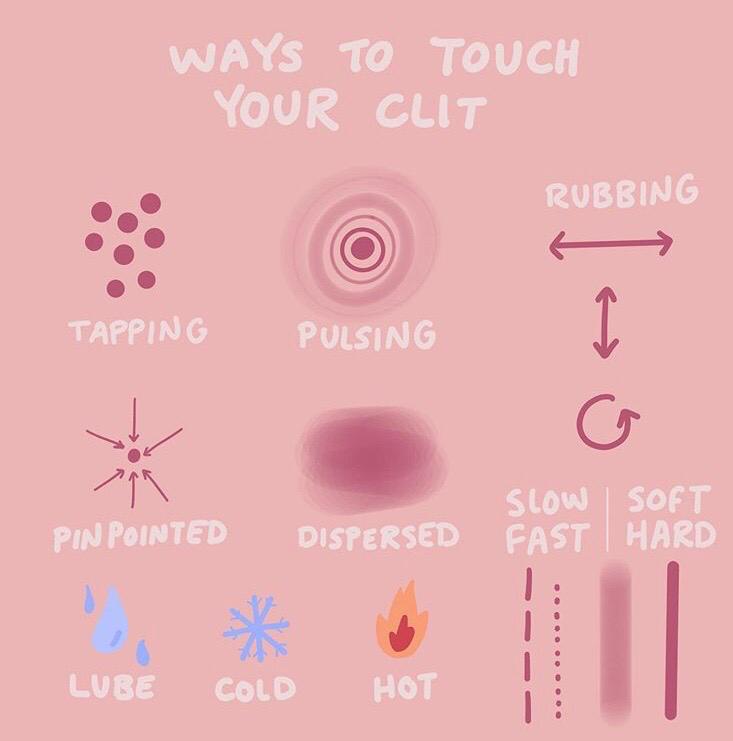 WAYS TO TOUCH
YOUR CLIT
RUBBING
TAPPING
PULSING
PINPOINTED
DISPERSED
SLOW
FAST
SOFT
HARD
LUBE
COLD
HOT